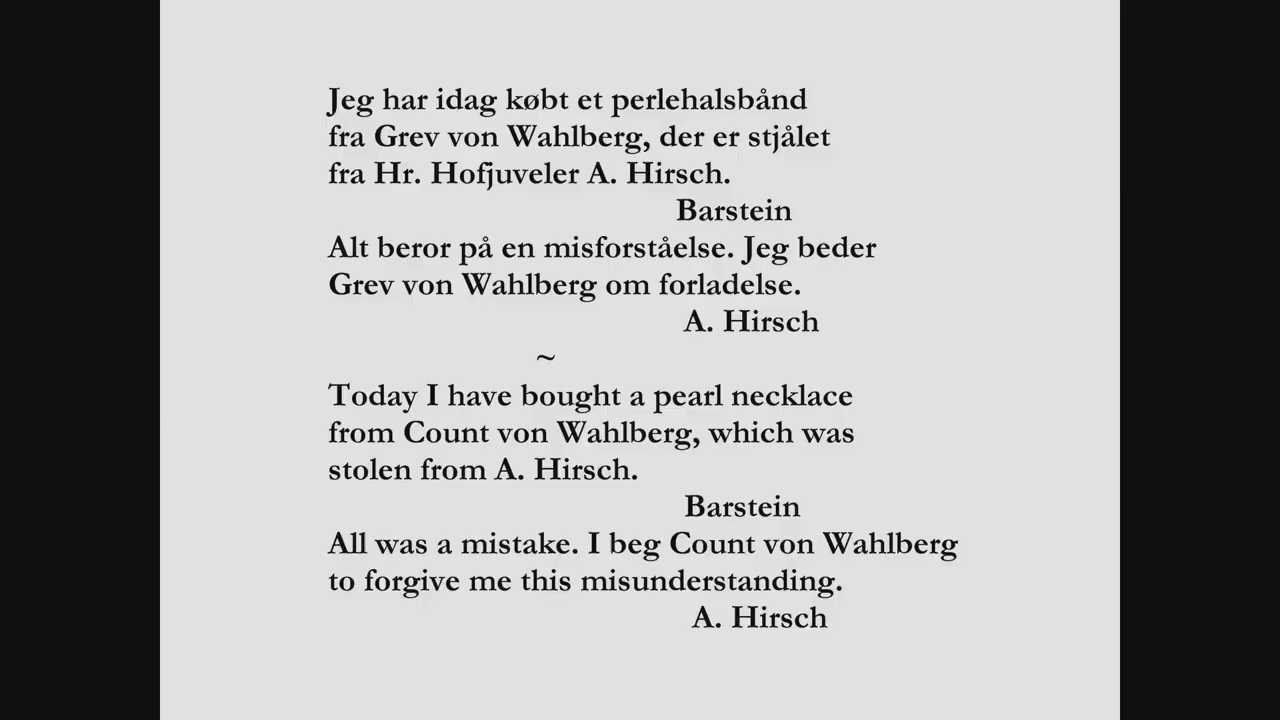 Jeg har idag købt et perlehalsbånd
fra Grev von Wahlberg, der er stjålet
fra Hr. Hofjuveler A. Hirsch.
Barstein
Alt beror på en misforståelse. Jeg beder
Grev von Wahlberg om forladelse.
A. Hirsch
~
Today I have bought a pearl necklace
from Count von Wahlberg, which was
stolen from A. Hirsch.
Barstein
All was a mistake. I beg Count von Wahlberg
to forgive me this misunderstanding.
A. Hirsch